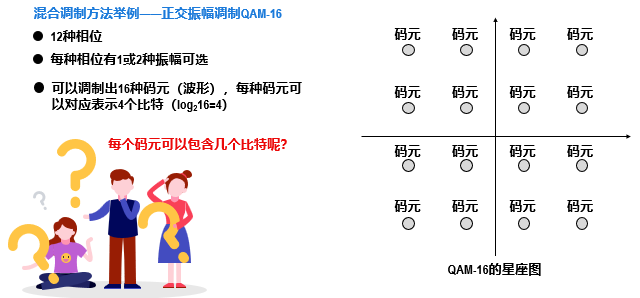 混合调制方法举例——正交振幅调制QAM-16
12种相位
每种相位有1或2种振幅可选
可以调制出16种码元（波形），每种码元可
以对应表示4个比特（log₂16=4）
每个码元可以包含几个比特呢?
码元 码元 码元 码元
码元 码元 码元 码元
码元 码元 码元 码元
码元 码元 码元 码元
QAM-16的星座图